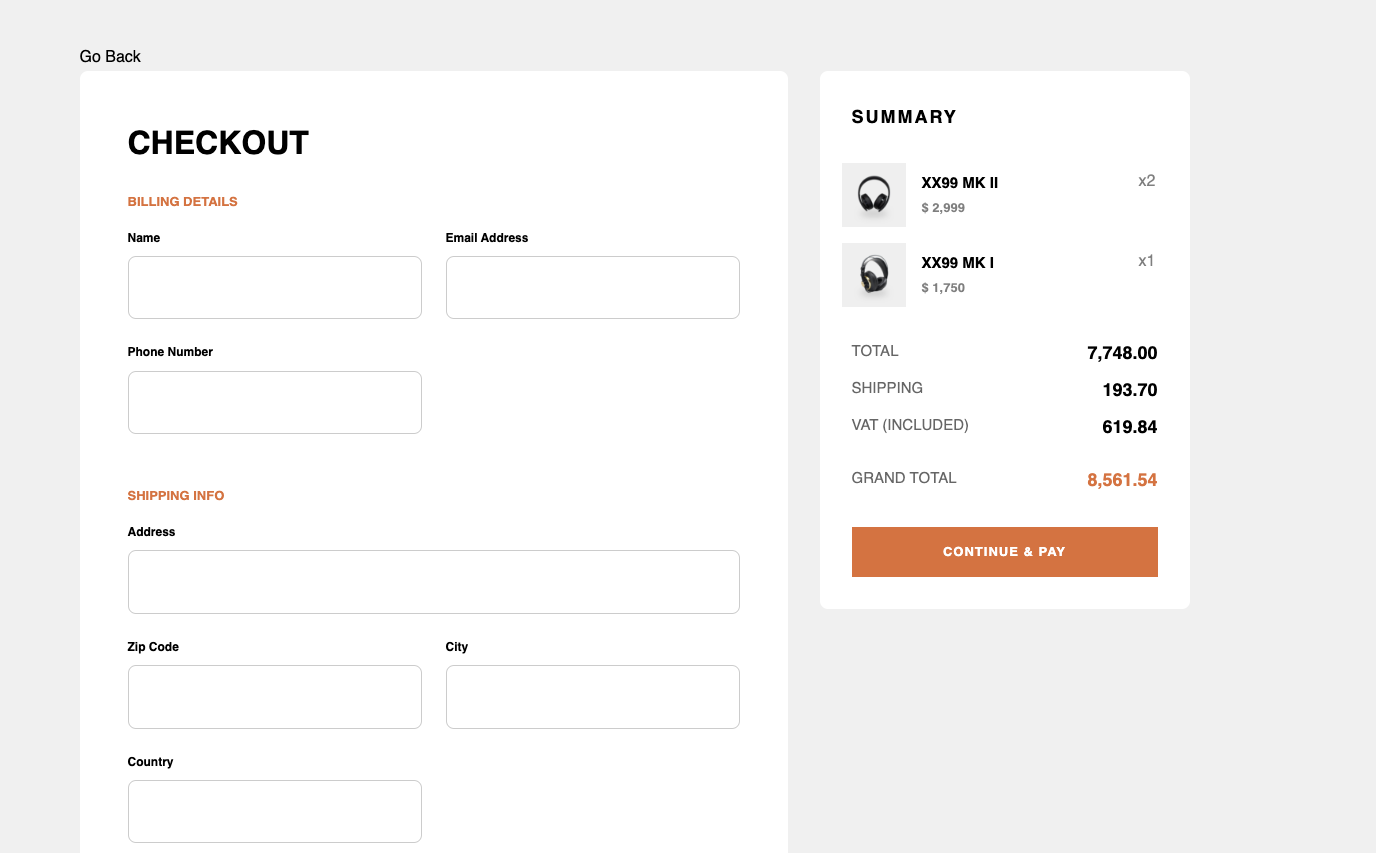 Go Back
CHECKOUT
BILLING DETAILS
Name
Email Address
Phone Number
SHIPPING INFO
Address
Zip Code
City
Country
SUMMARY
XX99 MK II
x2
$ 2,999
XX99 MK I
x1
$ 1,750
TOTAL 7,748.00
SHIPPING 193.70
VAT (INCLUDED) 619.84
GRAND TOTAL 8,561.54
CONTINUE & PAY